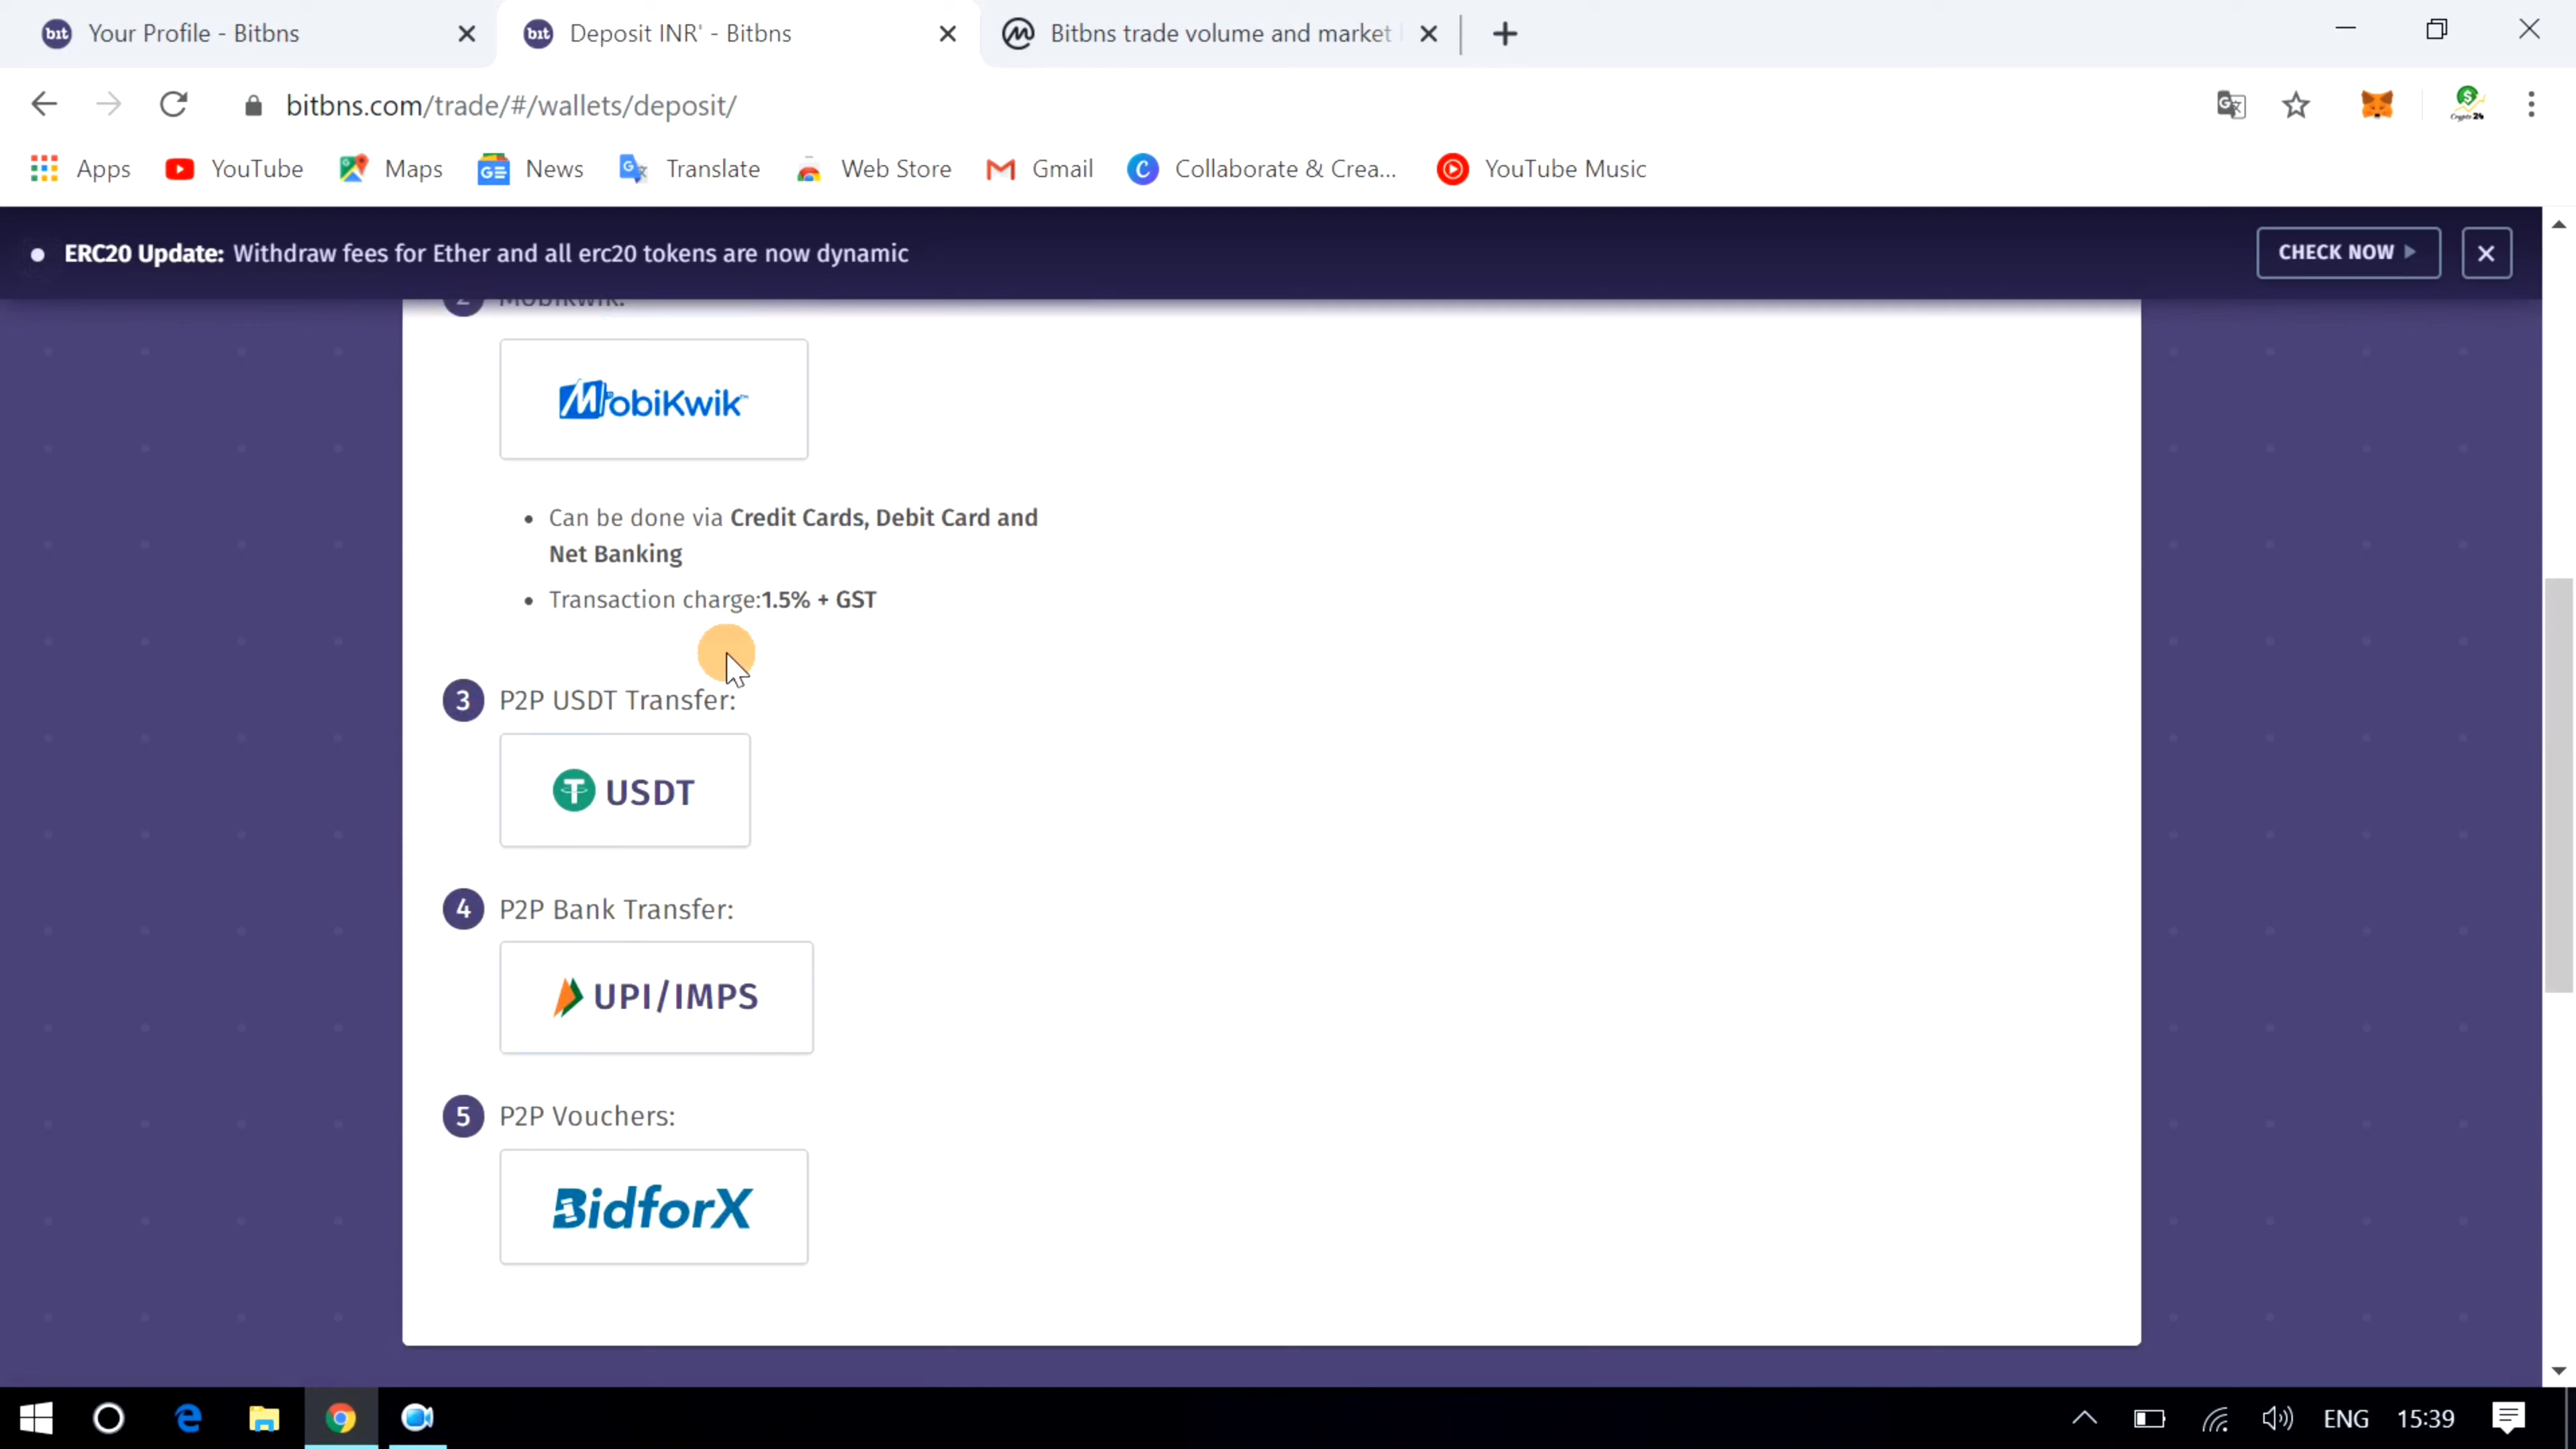 bit Your Profile - Bitbns
bit Deposit INR' - Bitbns
Bitbns trade volume and market
bitbns.com/trade/#/wallets/deposit/
Apps
YouTube
Maps
News
Translate
Web Store
Gmail
Collaborate & Crea...
YouTube Music
ERC20 Update: Withdraw fees for Ether and all erc20 tokens are now dynamic
CHECK NOW
2 Mobikwik:
MobiKwik
• Can be done via Credit Cards, Debit Card and
Net Banking
• Transaction charge:1.5% + GST
3 P2P USDT Transfer:
USDT
4 P2P Bank Transfer:
UPI/IMPS
5 P2P Vouchers:
BidforX
ENG
15:39